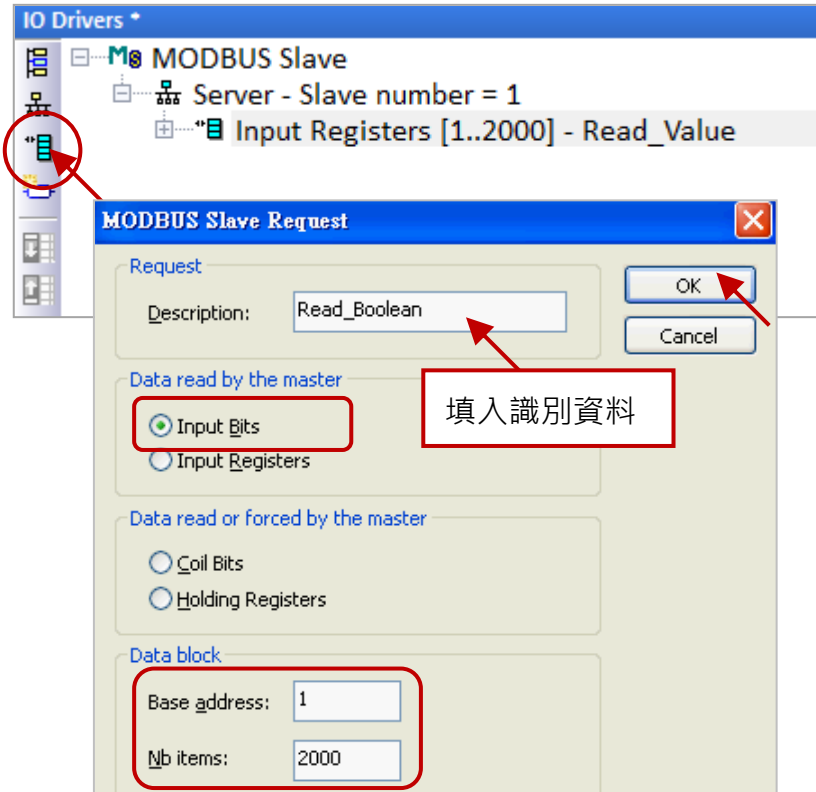 IO Drivers *
MODBUS Slave
Server - Slave number = 1
Input Registers [1..2000] - Read_Value
MODBUS Slave Request
Request
Description: Read_Boolean
OK
Cancel
Data read by the master
Input Bits
Input Registers
填入識別資料
Data read or forced by the master
Coil Bits
Holding Registers
Data block
Base address: 1
Nb items: 2000